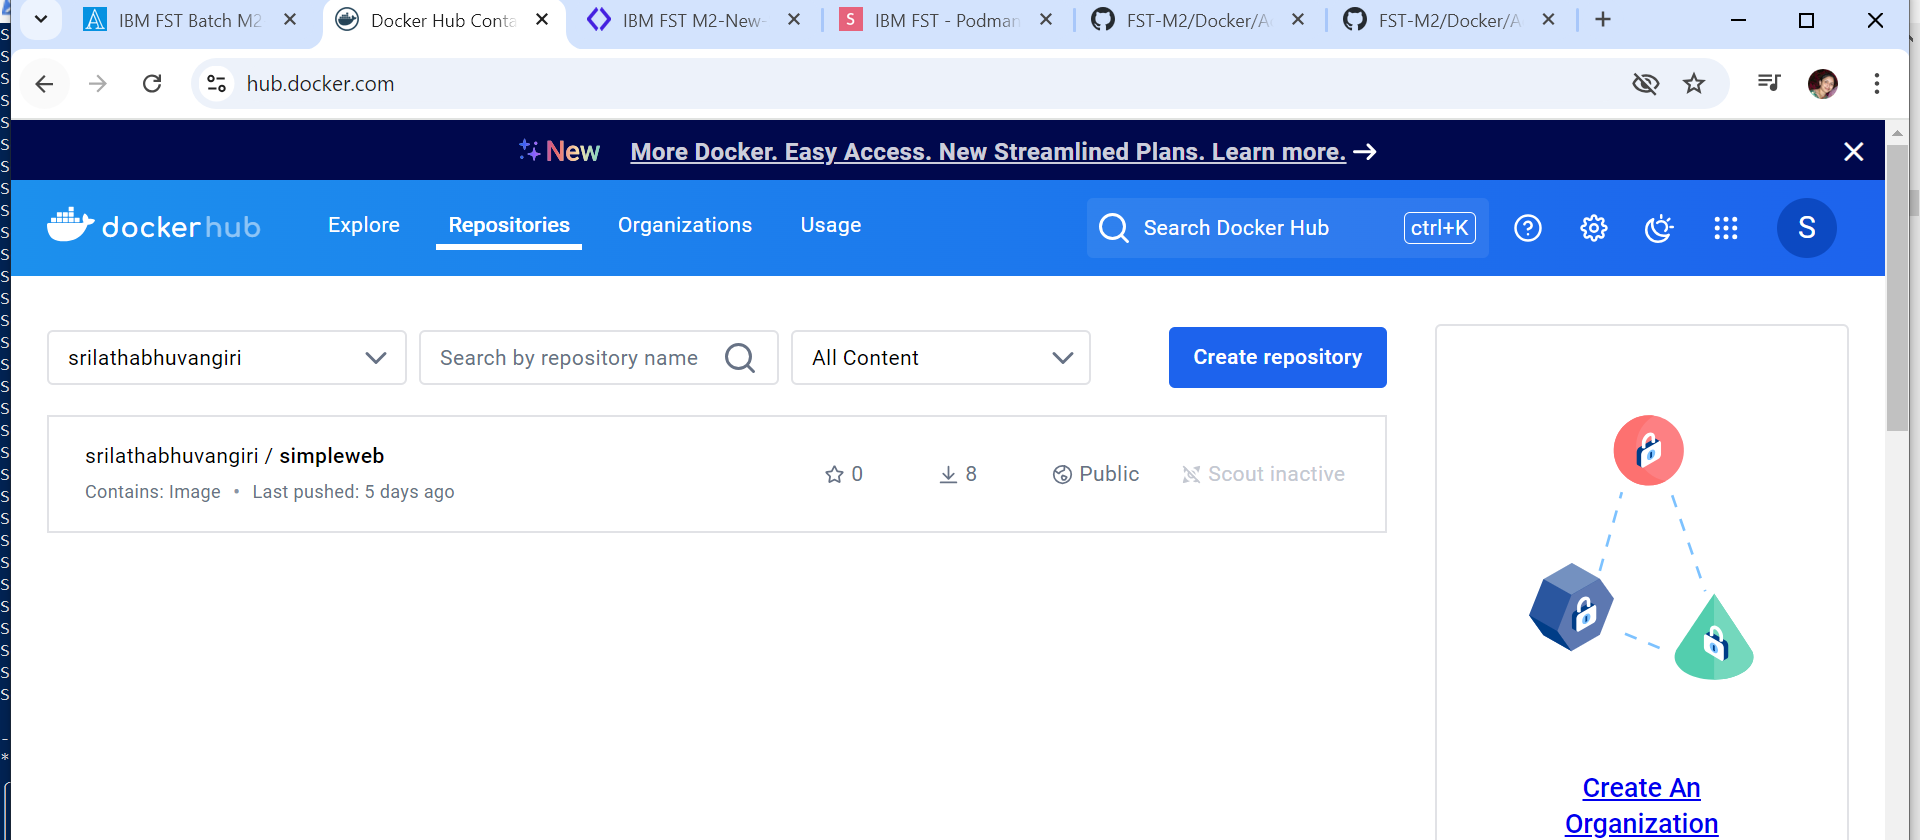 IBM FST Batch M2
Docker Hub Conta
IBM FST M2-New-
S
IBM FST - Podman
FST-M2/Docker/A
FST-M2/Docker/A
hub.docker.com
New More Docker. Easy Access. New Streamlined Plans. Learn more. →
docker hub
Explore
Repositories
Organizations
Usage
Search Docker Hub
ctrl+K
?
S
srilathabhuvangiri
Search by repository name
All Content
Create repository
srilathabhuvangiri / simpleweb
Contains: Image • Last pushed: 5 days ago
0
8
Public
Scout inactive
Create An
Organization